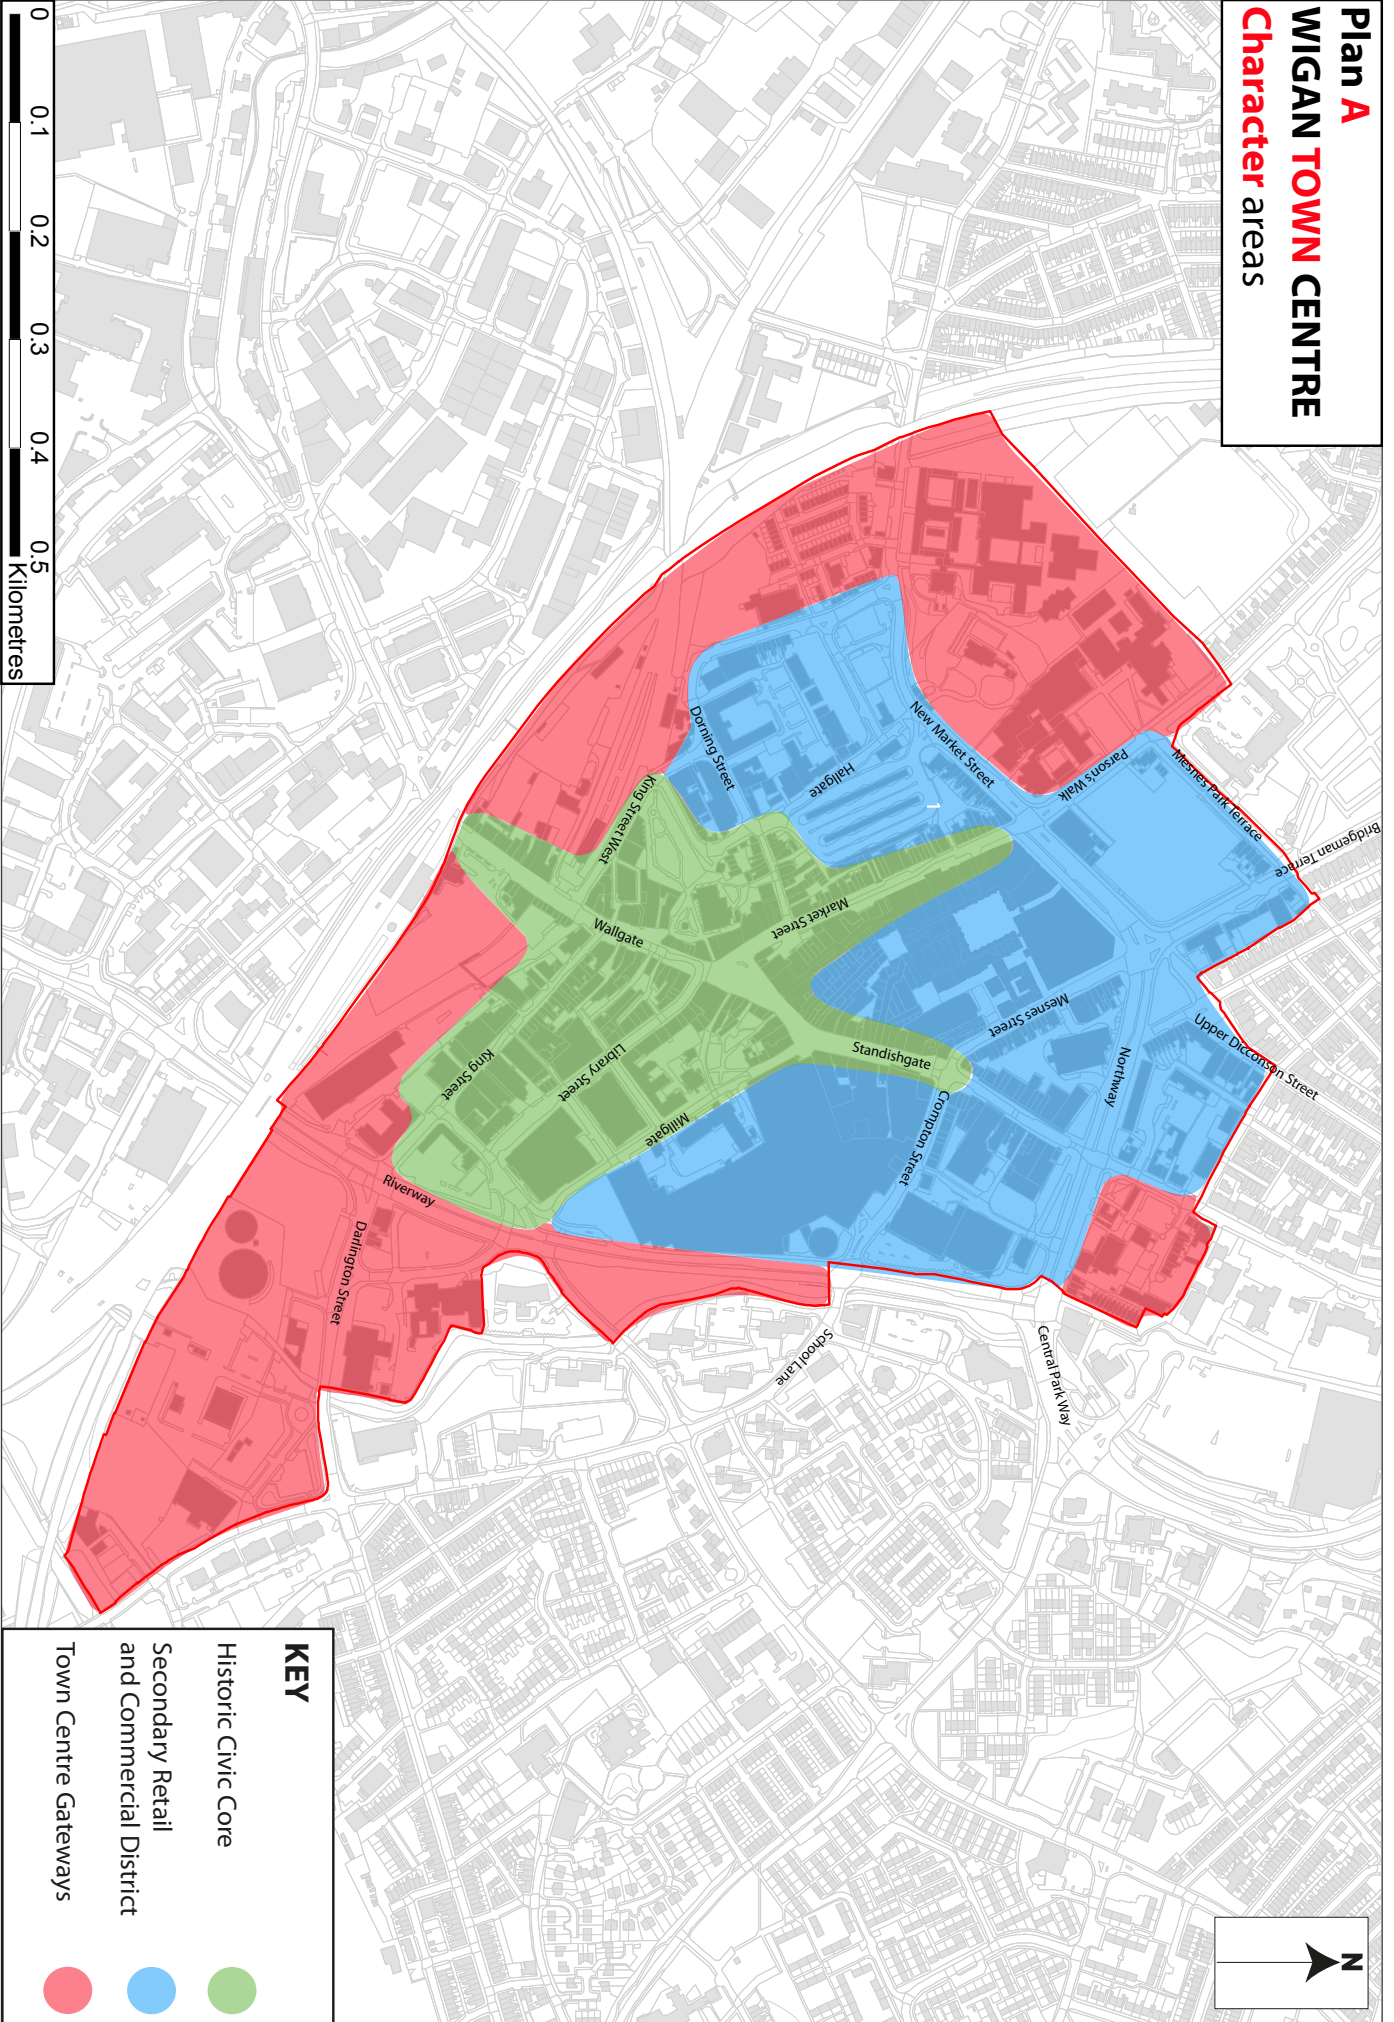 Plan A
WIGAN TOWN CENTRE
Character areas
N
Bridgeman Terrace
Mesnes Park Terrace
Parson's Walk
New Market Street
Upper Dicconson Street
Hallgate
1
Dorning Street
Northway
Mesnes Street
Market Street
Standishgate
King Street West
Wallgate
Crompton Street
Central Park Way
Library Street
Millgate
School Lane
King Street
Riverway
Darlington Street
0
0.1
0.2
0.3
0.4
0.5
Kilometres
KEY
Historic Civic Core
Secondary Retail
and Commercial District
Town Centre Gateways